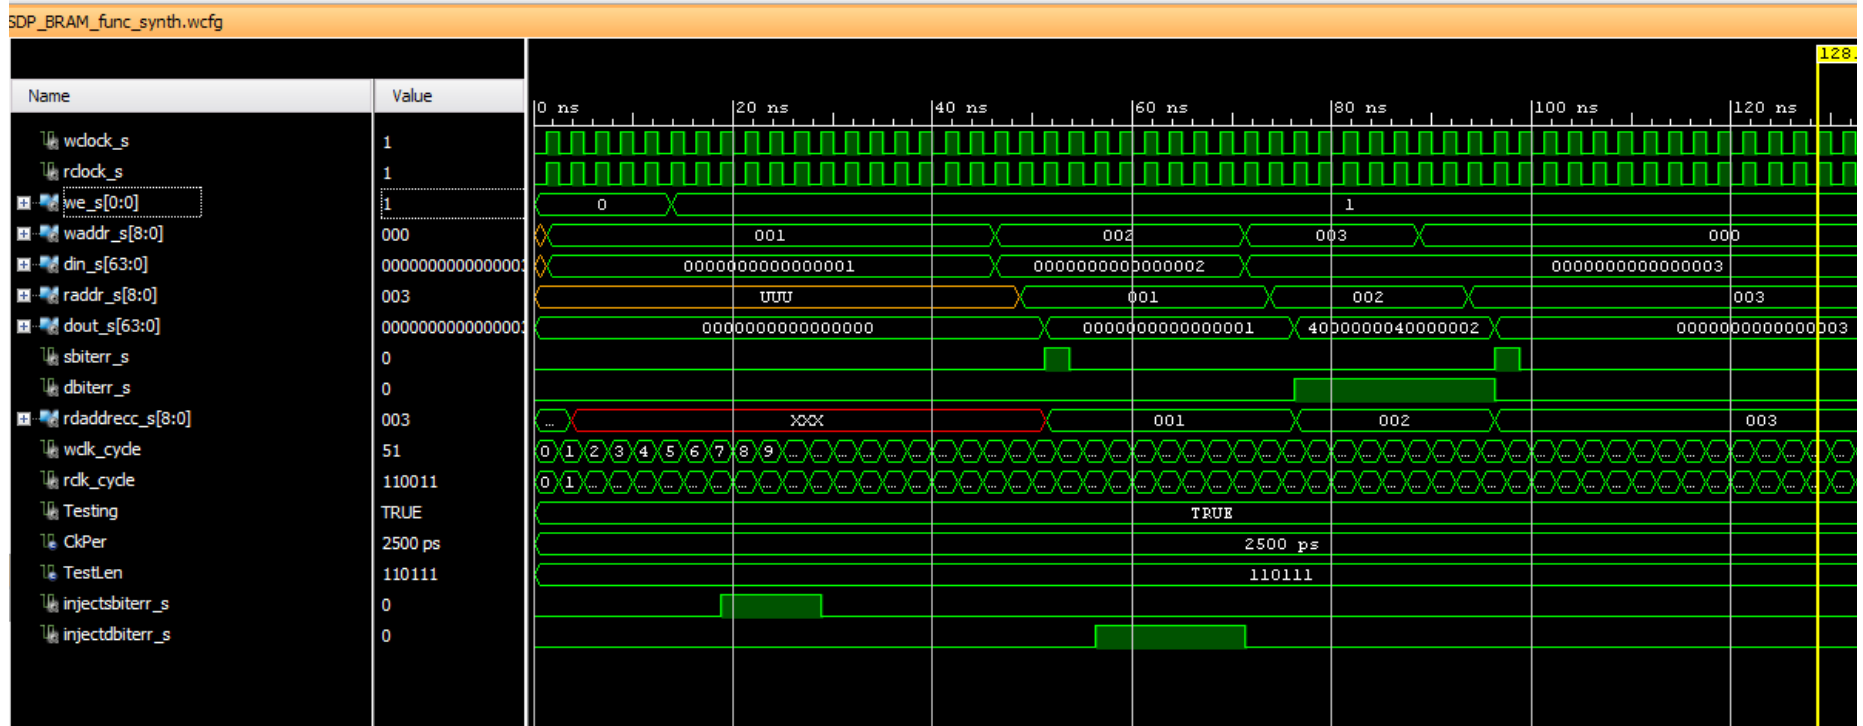 SDP_BRAM_func_synth.wcfg
128.
Name Value 0 ns 20 ns 40 ns 60 ns 80 ns 100 ns 120 ns
wclock_s 1
rclock_s 1
we_s[0:0] 1 0 1
waddr_s[8:0] 000 001 002 003 000
din_s[63:0] 0000000000000003 0000000000000001 0000000000000002 0000000000000003
raddr_s[8:0] 003 UUU 001 002 003
dout_s[63:0] 0000000000000003 0000000000000000 0000000000000001 4000000040000002 0000000000000003
sbiterr_s 0
dbiterr_s 0
rdaddrecc_s[8:0] 003 ... XXX 001 002 003
wclk_cycle 51 0 1 2 3 4 5 6 7 8 9 ... ... ... ... ... ... ... ... ... ... ... ... ... ... ... ... ... ... ... ... ... ... ... ... ... ... ... ... ... ... ... ... ... ...
rclk_cycle 110011 0 1 ... ... ... ... ... ... ... ... ... ... ... ... ... ... ... ... ... ... ... ... ... ... ... ... ... ... ... ... ... ... ... ... ... ... ... ... ... ... ... ... ... ... ... ... ... ... ... ... ... ...
Testing TRUE TRUE
CkPer 2500 ps 2500 ps
TestLen 110111 110111
injectsbiterr_s 0
injectdbiterr_s 0